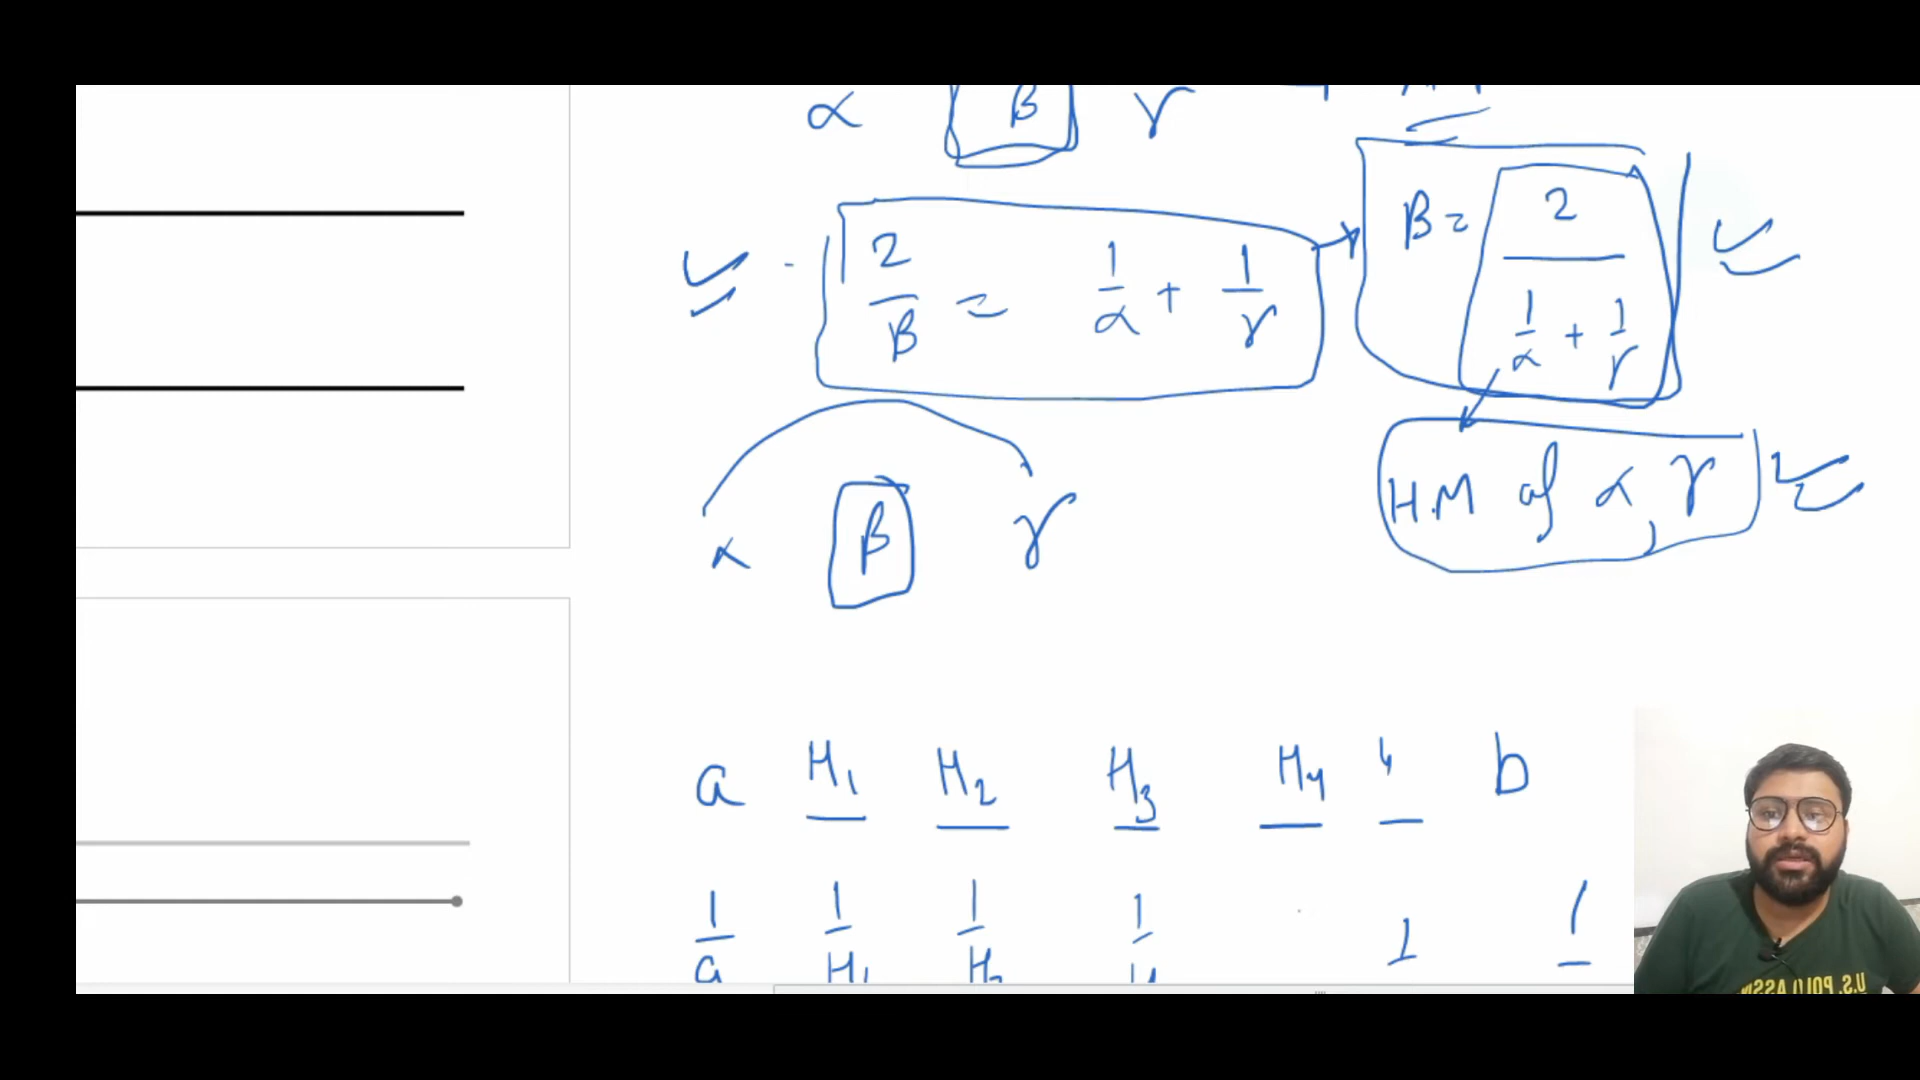 α β γ
2/β = 1/α + 1/γ
β = 2/(1/α + 1/γ)
H.M of α, γ
α β γ
a H₁ H₂ H₃ H₄ b
1/a 1/H₁ 1/H₂ 1/H 1 1
U.S. POLO ASSN